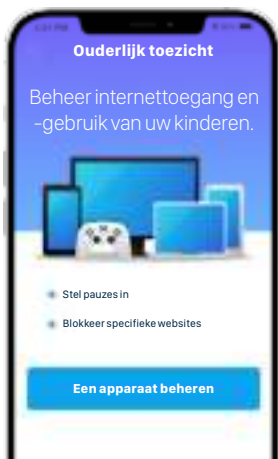 Ouderlijk toezicht
Beheer internettoegang en
-gebruik van uw kinderen.
Stel pauzes in
Blokkeer specifieke websites
Een apparaat beheren